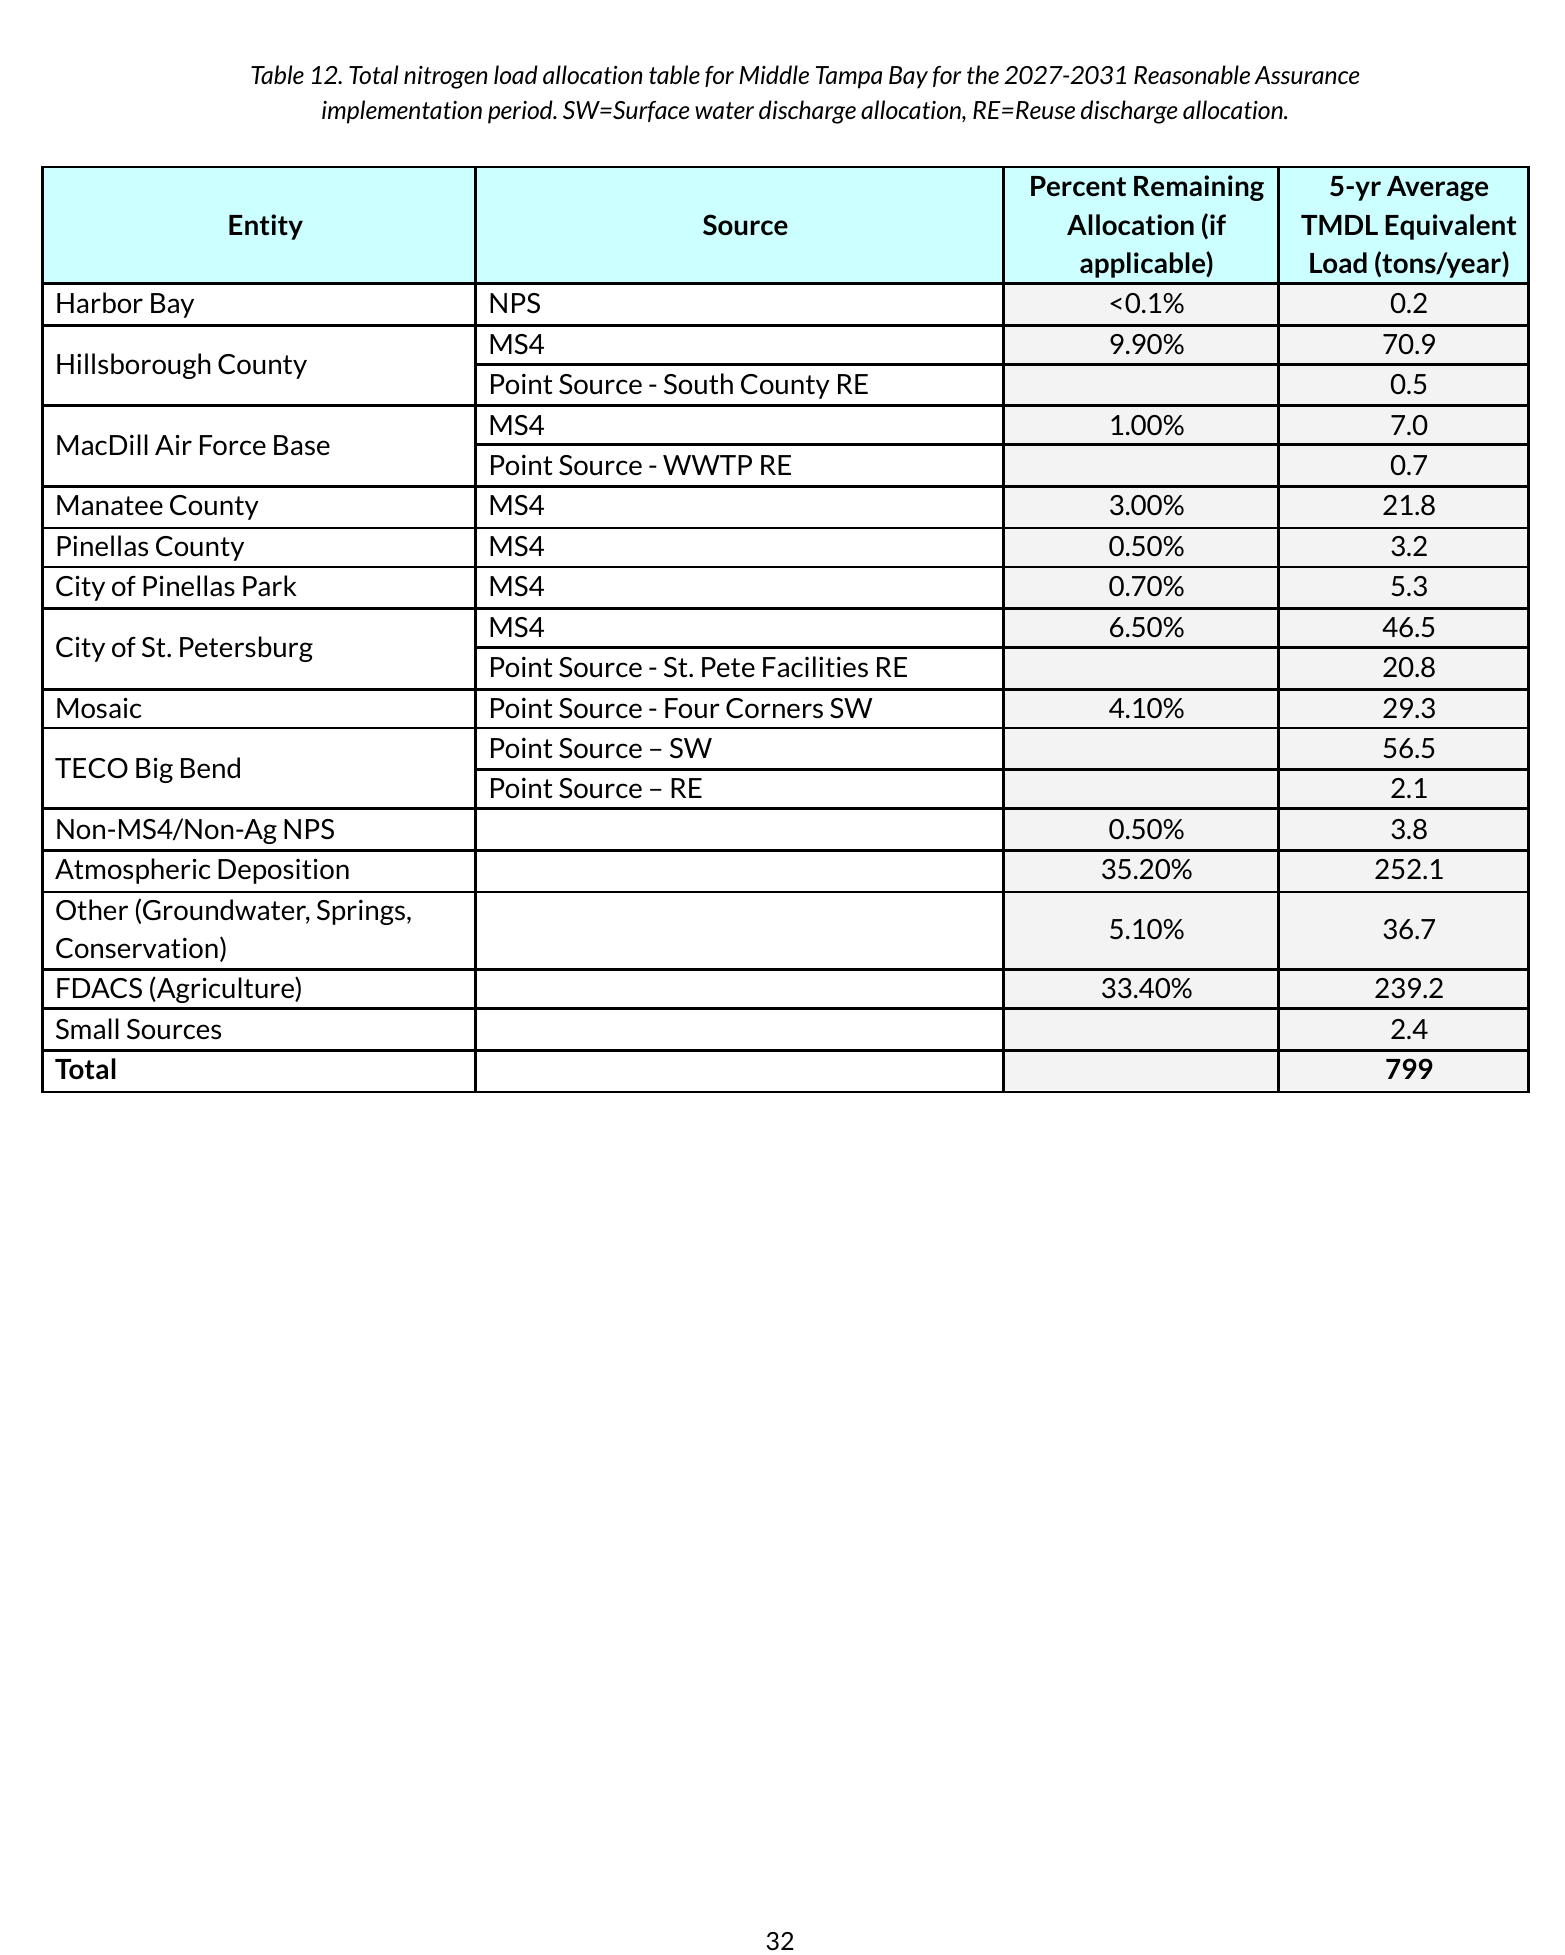 Table 12. Total nitrogen load allocation table for Middle Tampa Bay for the 2027-2031 Reasonable Assurance
implementation period. SW=Surface water discharge allocation, RE=Reuse discharge allocation.
Entity Source Percent Remaining Allocation (if applicable) 5-yr Average TMDL Equivalent Load (tons/year)
Harbor Bay NPS <0.1% 0.2
Hillsborough County MS4 9.90% 70.9
Point Source - South County RE 0.5
MacDill Air Force Base MS4 1.00% 7.0
Point Source - WWTP RE 0.7
Manatee County MS4 3.00% 21.8
Pinellas County MS4 0.50% 3.2
City of Pinellas Park MS4 0.70% 5.3
City of St. Petersburg MS4 6.50% 46.5
Point Source - St. Pete Facilities RE 20.8
Mosaic Point Source - Four Corners SW 4.10% 29.3
TECO Big Bend Point Source – SW 56.5
Point Source – RE 2.1
Non-MS4/Non-Ag NPS 0.50% 3.8
Atmospheric Deposition 35.20% 252.1
Other (Groundwater, Springs, Conservation) 5.10% 36.7
FDACS (Agriculture) 33.40% 239.2
Small Sources 2.4
Total 799
32